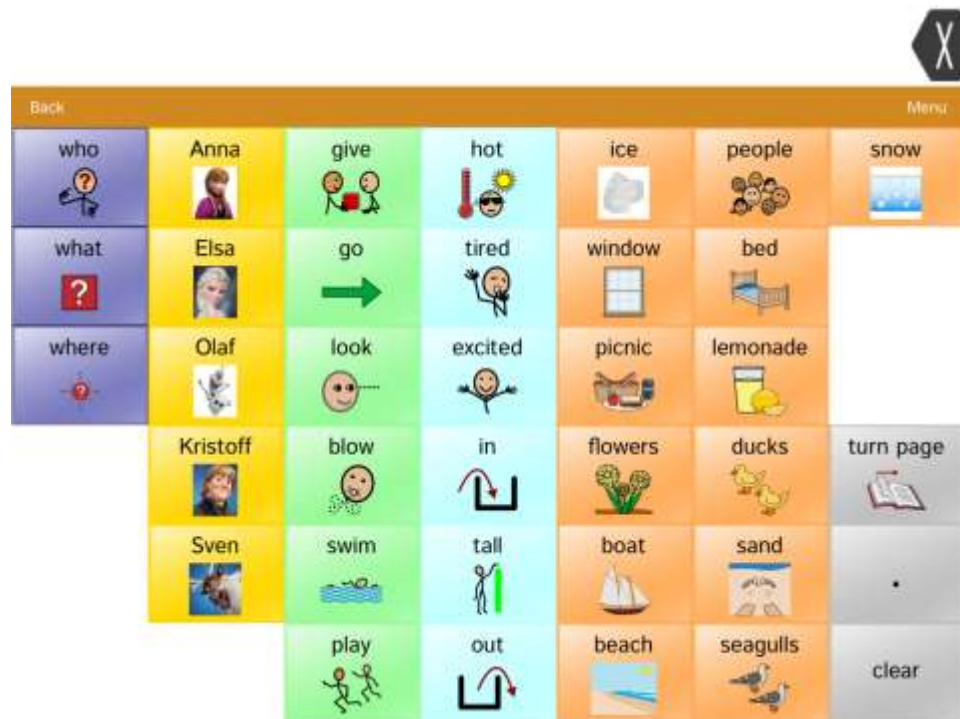 Back Menu
who Anna give hot ice people snow
what Elsa go tired window bed
where Olaf look excited picnic lemonade
Kristoff blow in flowers ducks turn page
Sven swim tall boat sand .
play out beach seagulls clear